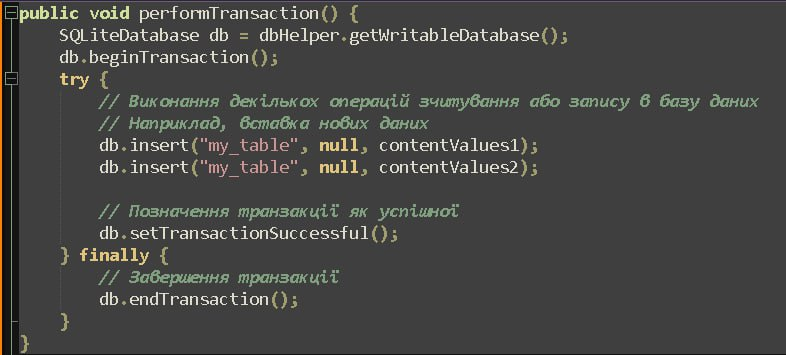 public void performTransaction() {
    SQLiteDatabase db = dbHelper.getWritableDatabase();
    db.beginTransaction();
    try {
        // Виконання декількох операцій зчитування або запису в базу даних
        // Наприклад, вставка нових даних
        db.insert("my_table", null, contentValues1);
        db.insert("my_table", null, contentValues2);

        // Позначення транзакції як успішної
        db.setTransactionSuccessful();
    } finally {
        // Завершення транзакції
        db.endTransaction();
    }
}